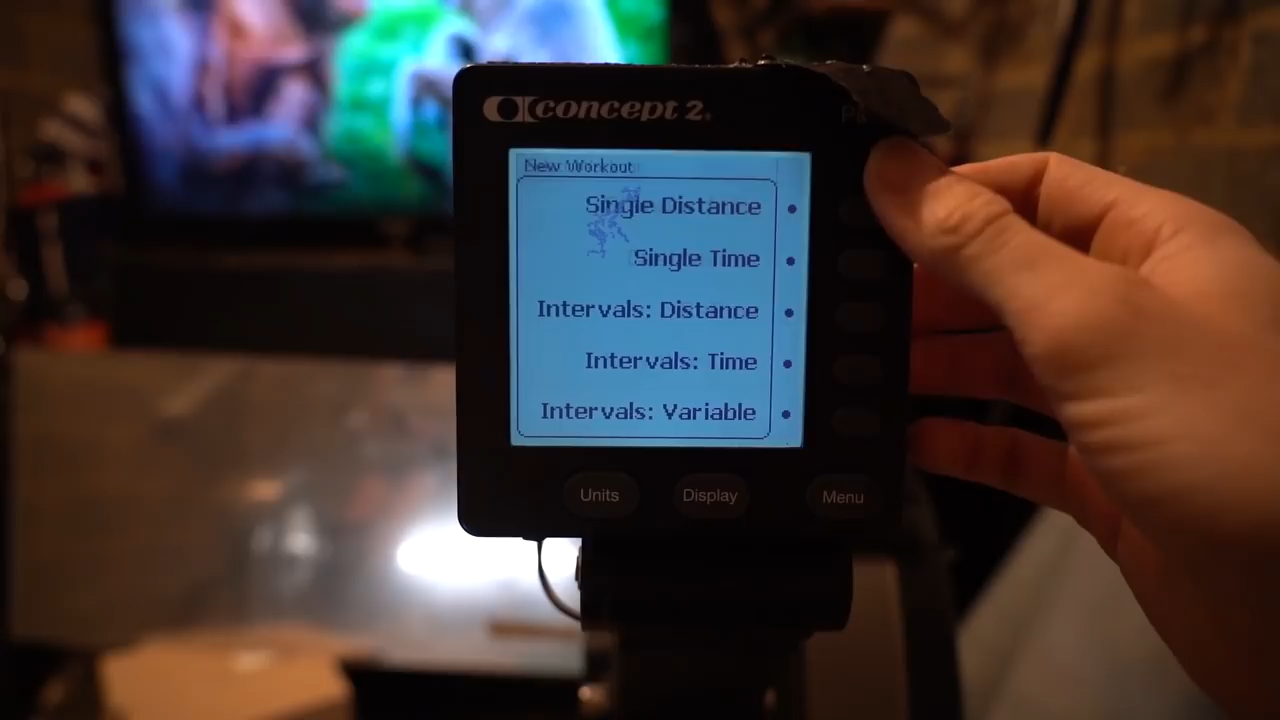 concept 2.
New Workout
Single Distance
Single Time
Intervals: Distance
Intervals: Time
Intervals: Variable
Units
Display
Menu